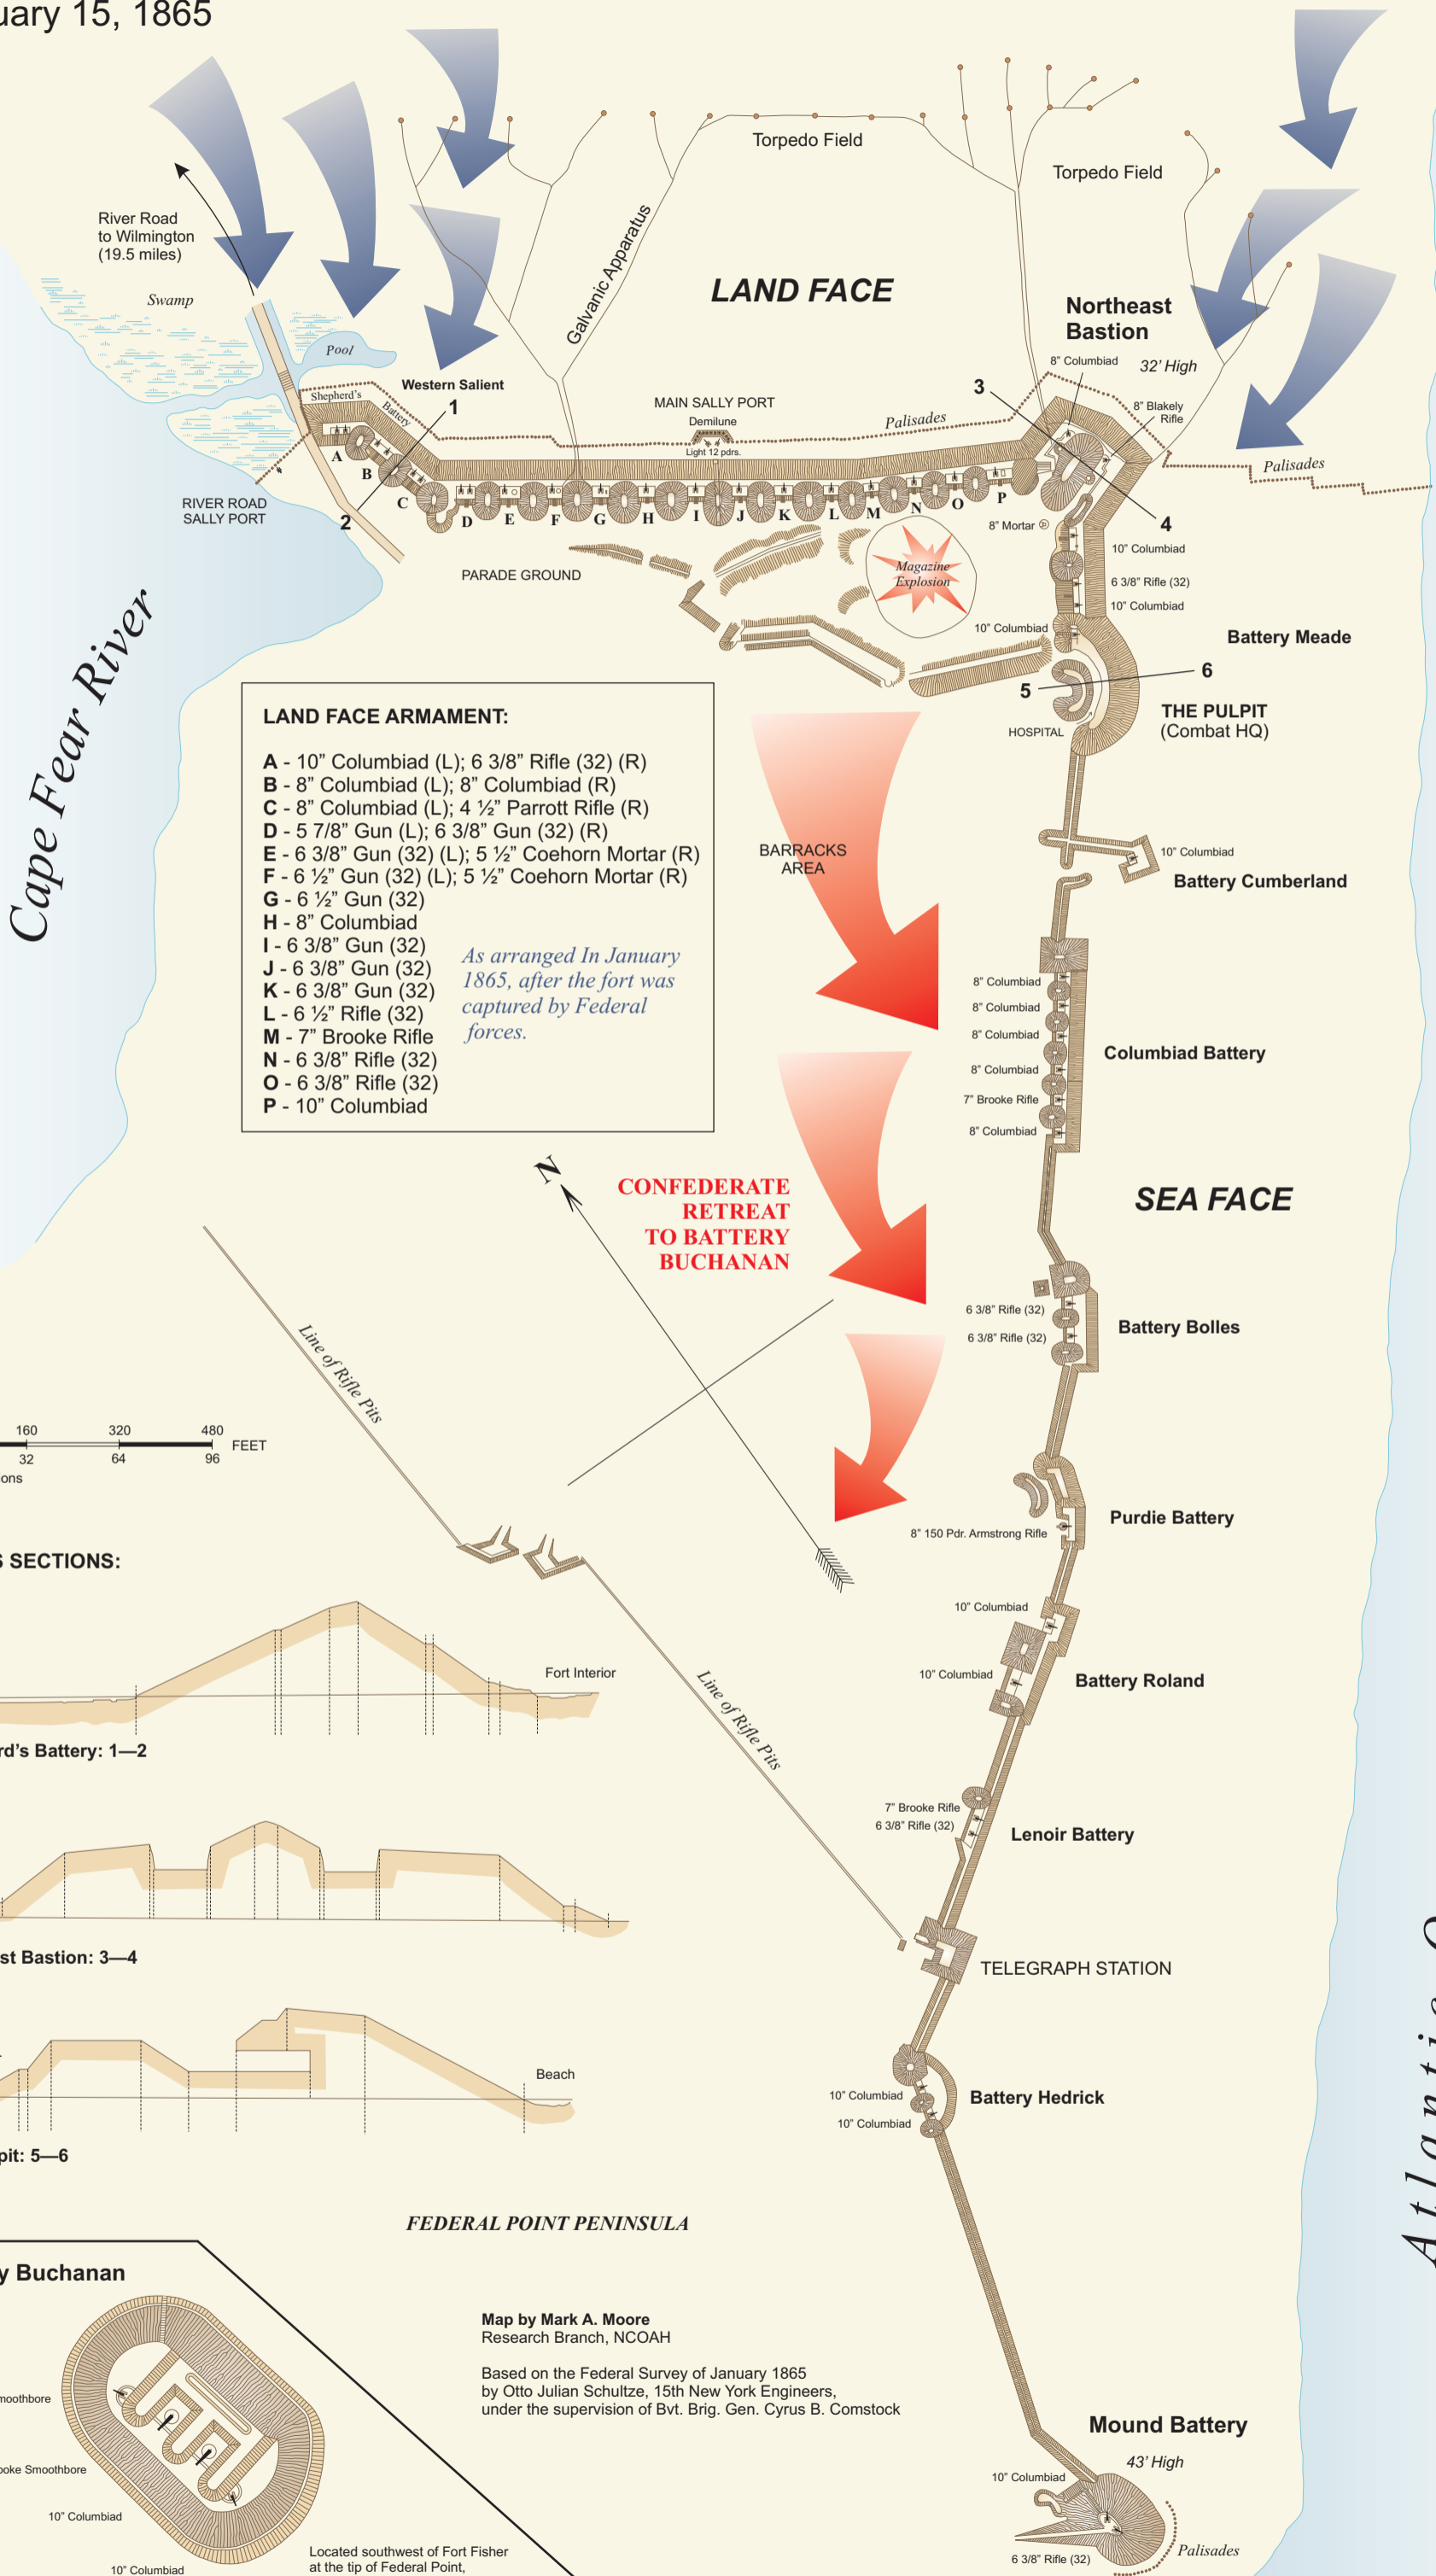 uary 15, 1865
Torpedo Field
Torpedo Field
River Road
to Wilmington
(19.5 miles)
Swamp
Pool
Galvanic Apparatus
LAND FACE
Northeast
Bastion
32’ High
8” Columbiad
8” Blakely
Rifle
Western Salient
Shepherd’s
Battery
1
2
3
4
MAIN SALLY PORT
Demilune
Light 12 pdrs.
Palisades
Palisades
RIVER ROAD
SALLY PORT
A
B
C
D
E
F
G
H
I
J
K
L
M
N
O
P
8” Mortar
10” Columbiad
6 3/8” Rifle (32)
10” Columbiad
10” Columbiad
PARADE GROUND
Magazine
Explosion
Battery Meade
5
6
HOSPITAL
THE PULPIT
(Combat HQ)
Cape Fear River
LAND FACE ARMAMENT:
A - 10” Columbiad (L); 6 3/8” Rifle (32) (R)
B - 8” Columbiad (L); 8” Columbiad (R)
C - 8” Columbiad (L); 4 ½” Parrott Rifle (R)
D - 5 7/8” Gun (L); 6 3/8” Gun (32) (R)
E - 6 3/8” Gun (32) (L); 5 ½” Coehorn Mortar (R)
F - 6 ½” Gun (32) (L); 5 ½” Coehorn Mortar (R)
G - 6 ½” Gun (32)
H - 8” Columbiad
I - 6 3/8” Gun (32)
J - 6 3/8” Gun (32)
K - 6 3/8” Gun (32)
L - 6 ½” Rifle (32)
M - 7” Brooke Rifle
N - 6 3/8” Rifle (32)
O - 6 3/8” Rifle (32)
P - 10” Columbiad
As arranged In January
1865, after the fort was
captured by Federal
forces.
BARRACKS
AREA
10” Columbiad
Battery Cumberland
8” Columbiad
8” Columbiad
8” Columbiad
8” Columbiad
7” Brooke Rifle
8” Columbiad
Columbiad Battery
N
CONFEDERATE
RETREAT
TO BATTERY
BUCHANAN
SEA FACE
6 3/8” Rifle (32)
6 3/8” Rifle (32)
Battery Bolles
Line of Rifle Pits
160 320 480
FEET
32 64 96
ons
8” 150 Pdr. Armstrong Rifle
Purdie Battery
S SECTIONS:
Fort Interior
rd’s Battery: 1—2
10” Columbiad
10” Columbiad
Battery Roland
Line of Rifle Pits
7” Brooke Rifle
6 3/8” Rifle (32)
Lenoir Battery
st Bastion: 3—4
TELEGRAPH STATION
Beach
10” Columbiad
10” Columbiad
Battery Hedrick
pit: 5—6
Atlantic O
FEDERAL POINT PENINSULA
y Buchanan
Map by Mark A. Moore
Research Branch, NCOAH
Based on the Federal Survey of January 1865
by Otto Julian Schultze, 15th New York Engineers,
under the supervision of Bvt. Brig. Gen. Cyrus B. Comstock
moothbore
ooke Smoothbore
10” Columbiad
10” Columbiad
Located southwest of Fort Fisher
at the tip of Federal Point,
Mound Battery
43’ High
10” Columbiad
6 3/8” Rifle (32)
Palisades